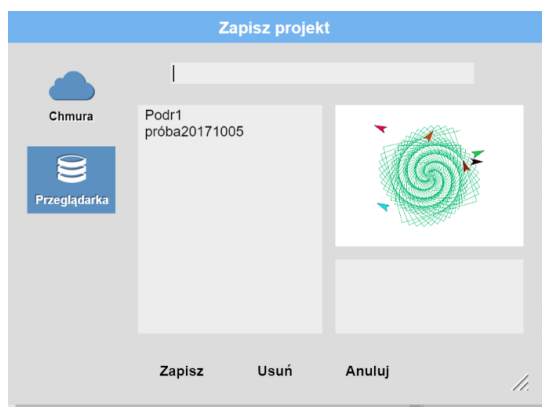 Zapisz projekt
Chmura
Przeglądarka
Podr1
próba20171005
Zapisz
Usuń
Anuluj